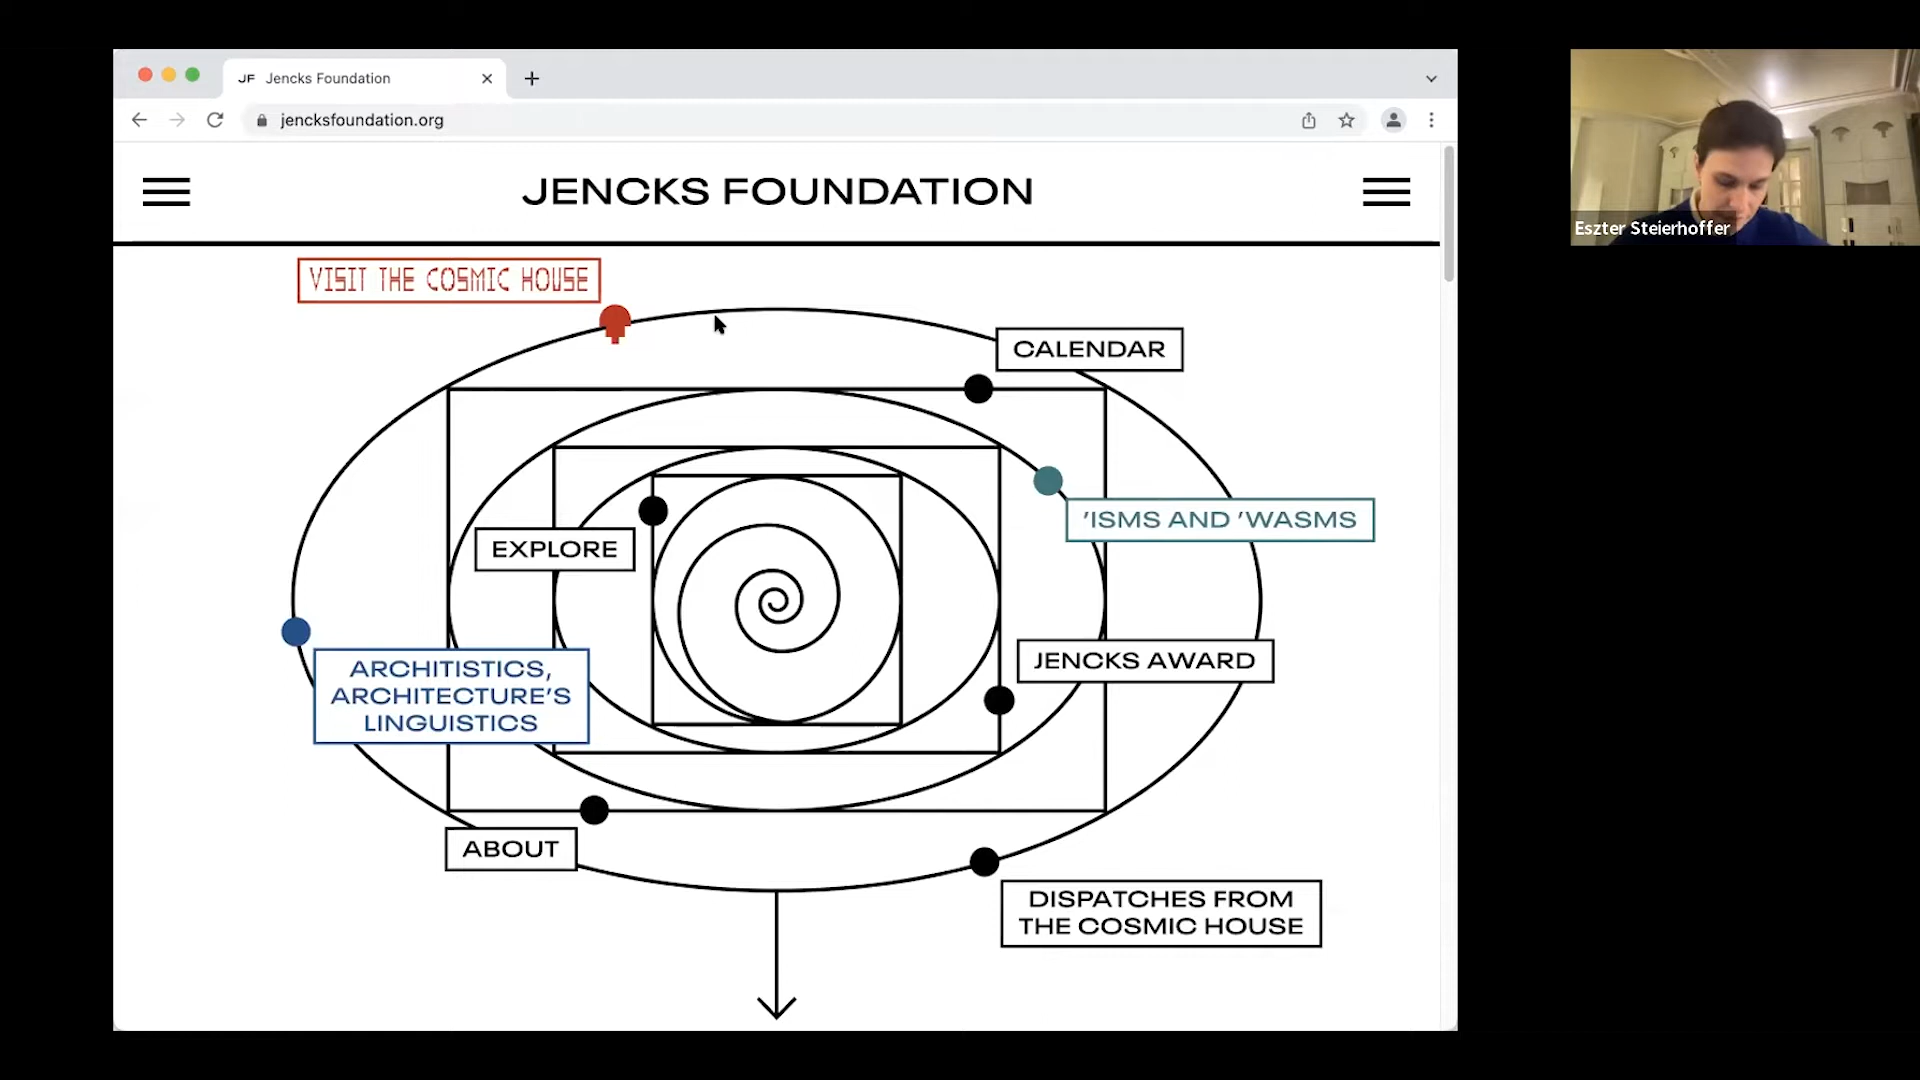 JF Jencks Foundation
jencksfoundation.org
JENCKS FOUNDATION
VISIT THE COSMIC HOUSE
CALENDAR
'ISMS AND 'WASMS
EXPLORE
JENCKS AWARD
ARCHITISTICS,
ARCHITECTURE'S
LINGUISTICS
ABOUT
DISPATCHES FROM
THE COSMIC HOUSE
Eszter Steierhoffer